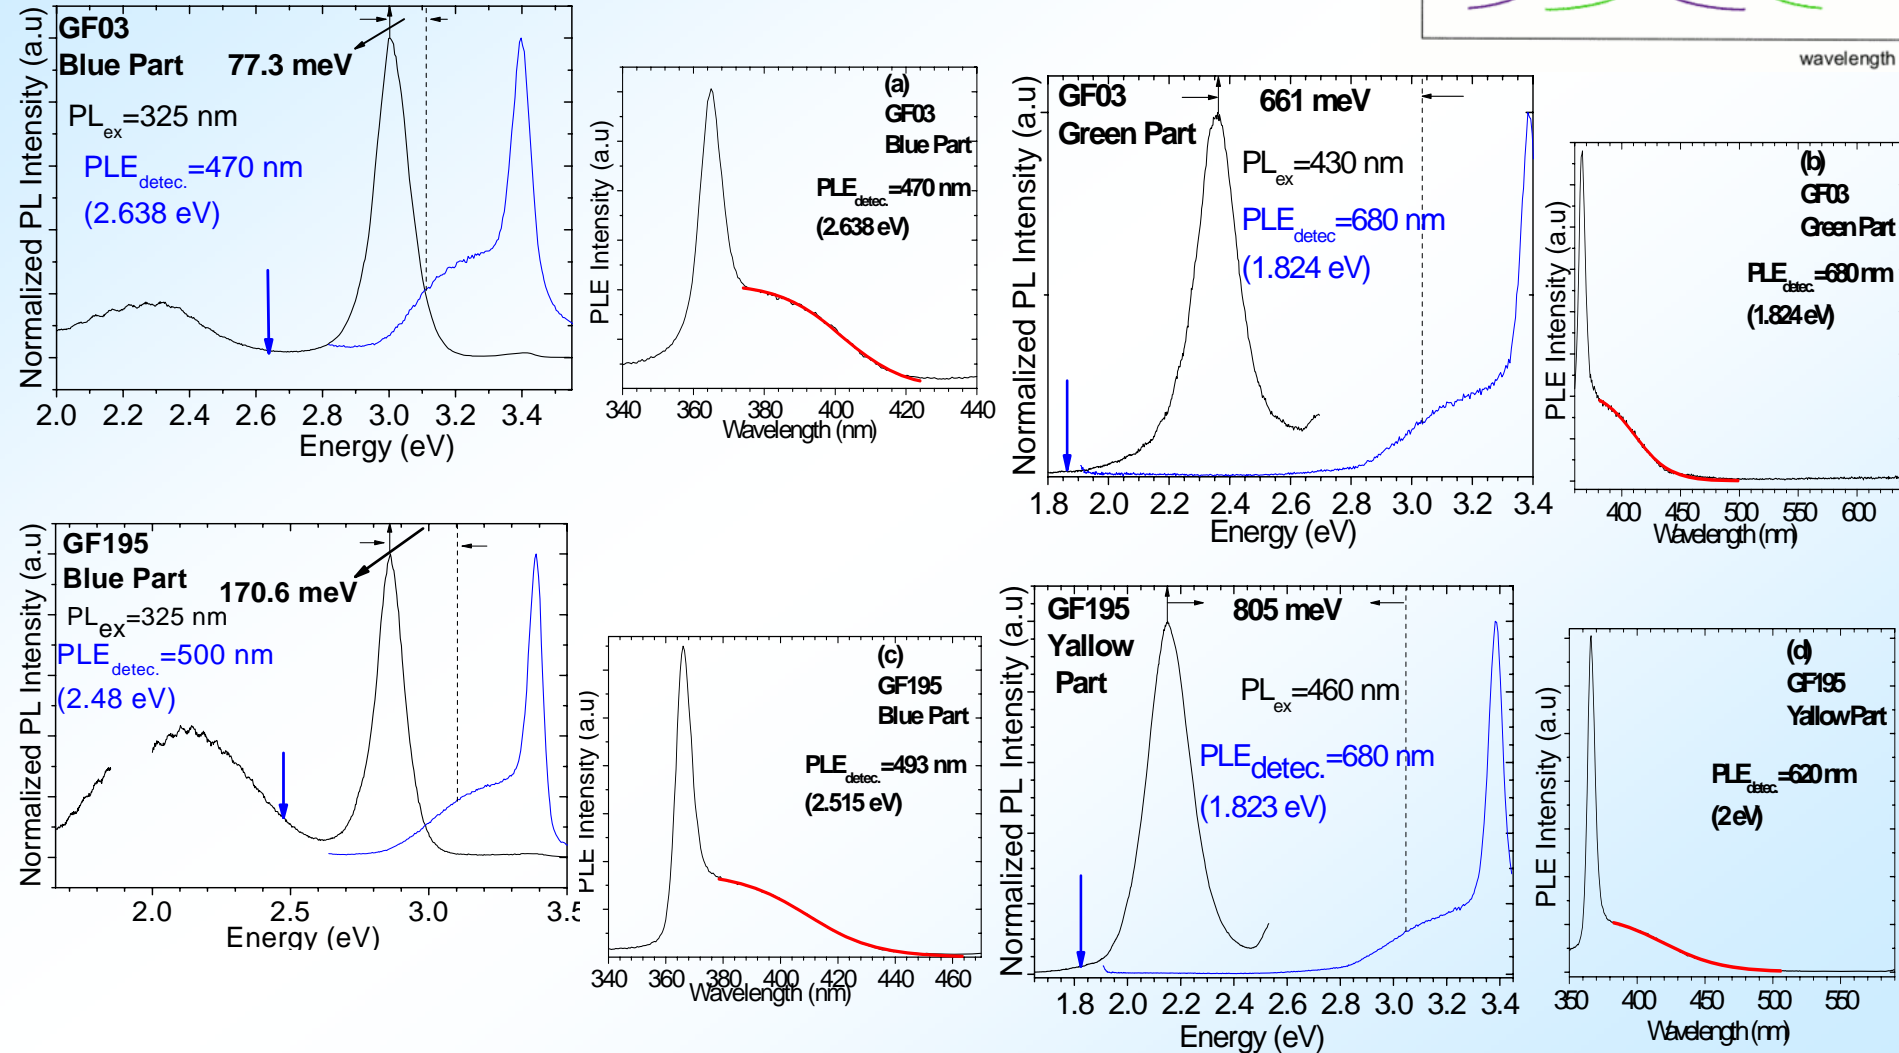 wavelength
GF03
Blue Part
77.3 meV
PLex=325 nm
PLEdetec.=470 nm
(2.638 eV)
Normalized PL Intensity (a.u)
2.0 2.2 2.4 2.6 2.8 3.0 3.2 3.4
Energy (eV)
(a)
GF03
Blue Part
PLEdetec.=470 nm
(2.638 eV)
PLE Intensity (a.u)
340 360 380 400 420 440
Wavelength (nm)
GF03
Green Part
661 meV
PLex=430 nm
PLEdetec=680 nm
(1.824 eV)
Normalized PL Intensity (a.u)
1.8 2.0 2.2 2.4 2.6 2.8 3.0 3.2 3.4
Energy (eV)
(b)
GF03
Green Part
PLEdetec.=680 nm
(1.824 eV)
PLE Intensity (a.u)
400 450 500 550 600
Wavelength (nm)
GF195
Blue Part
170.6 meV
PLex=325 nm
PLEdetec.=500 nm
(2.48 eV)
Normalized PL Intensity (a.u)
2.0 2.5 3.0 3.5
Energy (eV)
(c)
GF195
Blue Part
PLEdetec.=493 nm
(2.515 eV)
PLE Intensity (a.u)
340 360 380 400 420 440 460
Wavelength (nm)
GF195
Yallow
Part
805 meV
PLex=460 nm
PLEdetec.=680 nm
(1.823 eV)
Normalized PL Intensity (a.u)
1.8 2.0 2.2 2.4 2.6 2.8 3.0 3.2 3.4
Energy (eV)
(d)
GF195
Yallow Part
PLEdetec.=620 nm
(2 eV)
PLE Intensity (a.u)
350 400 450 500 550
Wavelength (nm)